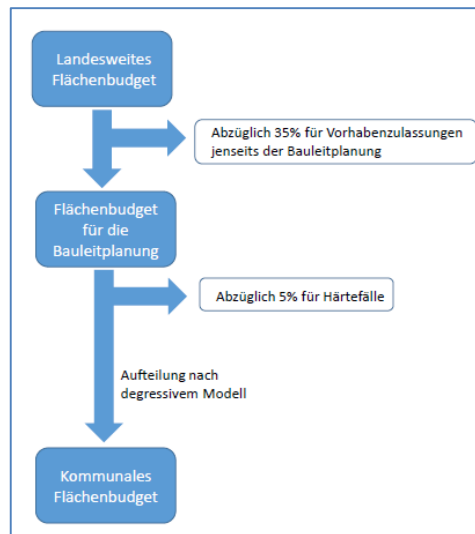 Landesweites
Flächenbudget
Abzüglich 35% für Vorhabenzulassungen
jenseits der Bauleitplanung
Flächenbudget
für die
Bauleitplanung
Abzüglich 5% für Härtefälle
Aufteilung nach
degressivem Modell
Kommunales
Flächenbudget